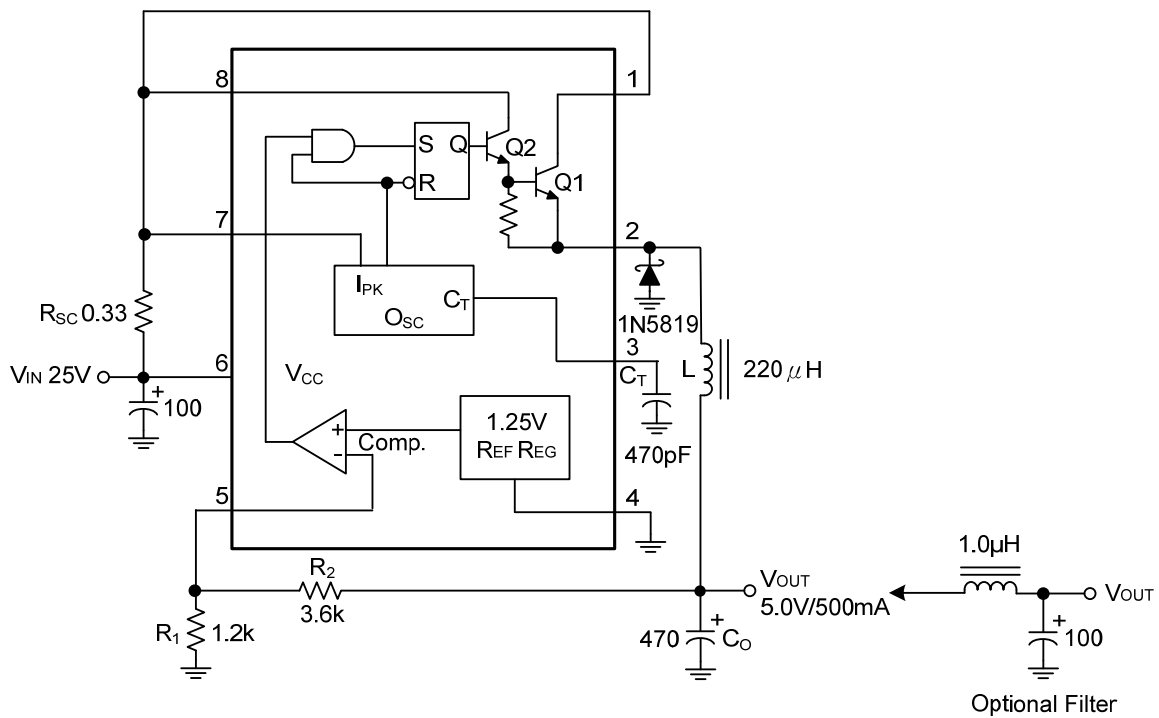 8
1
S
Q
Q2
R
Q1
7
2
IPK
CT
OSC
RSC 0.33
1N5819
3
VIN 25V
6
CT
L
220 μH
VCC
+
100
1.25V
REF REG
+
Comp.
-
470pF
5
4
1.0μH
R2
VOUT
5.0V/500mA
VOUT
3.6k
R1
1.2k
+
470
CO
+
100
Optional Filter